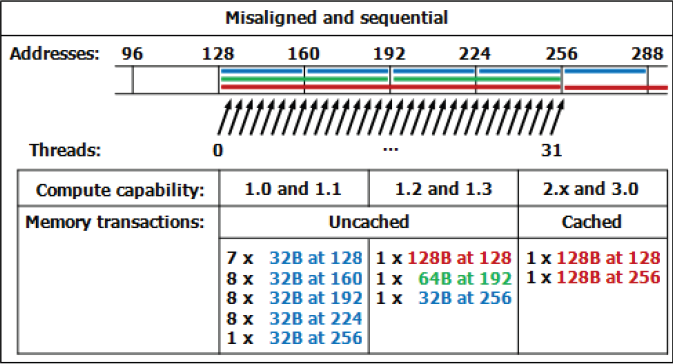 Misaligned and sequential
Addresses: 96 128 160 192 224 256 288
Threads: 0 ... 31
Compute capability: 1.0 and 1.1 1.2 and 1.3 2.x and 3.0
Memory transactions: Uncached Cached
7 x 32B at 128 1 x 128B at 128 1 x 128B at 128
8 x 32B at 160 1 x 64B at 192 1 x 128B at 256
8 x 32B at 192 1 x 32B at 256
8 x 32B at 224
1 x 32B at 256